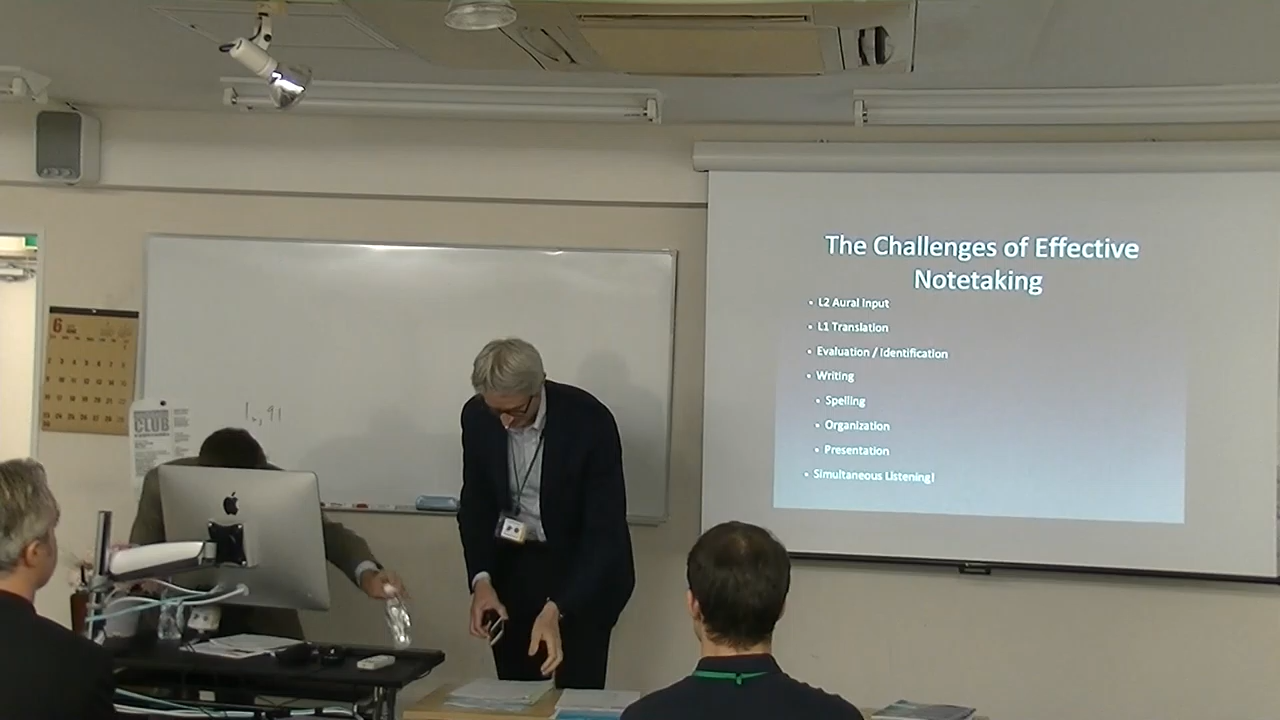 The Challenges of Effective
Notetaking
• L2 Aural Input
• L1 Translation
• Evaluation / Identification
• Writing
• Spelling
• Organization
• Presentation
• Simultaneous Listening!
6
CLUB